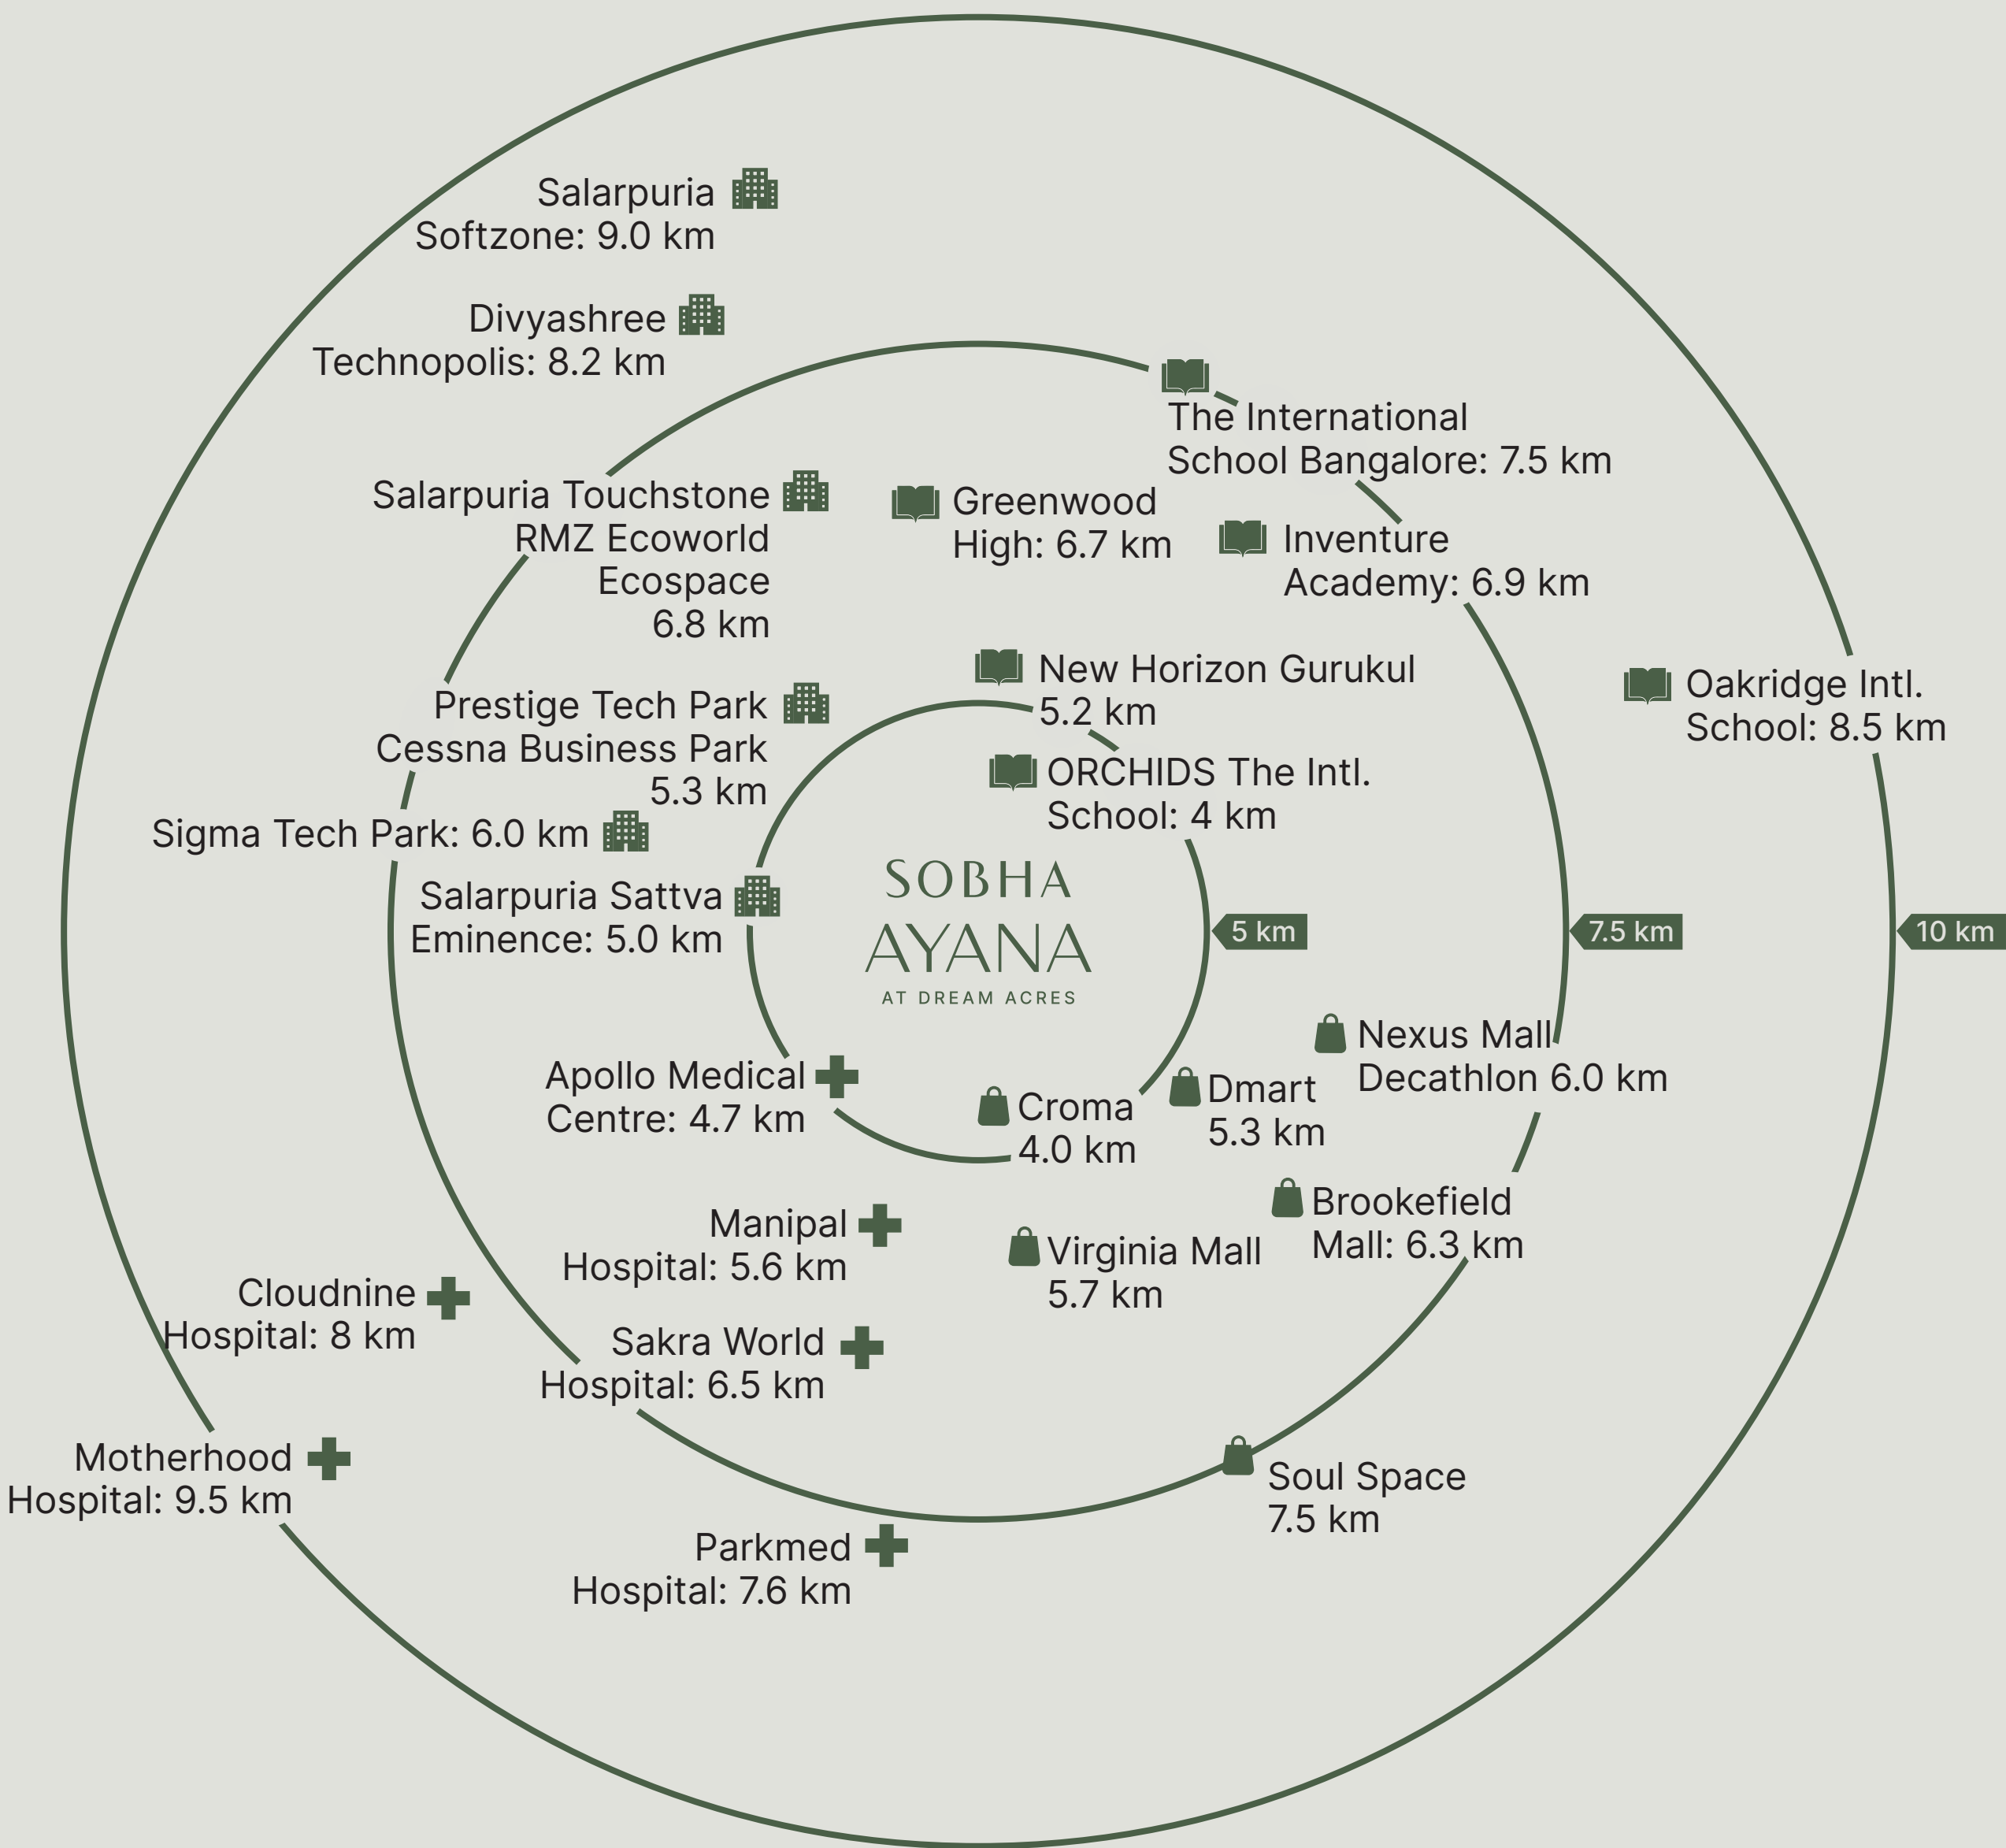 Salarpuria
Softzone: 9.0 km
Divyashree
Technopolis: 8.2 km
The International
School Bangalore: 7.5 km
Salarpuria Touchstone
RMZ Ecoworld
Ecospace
6.8 km
Greenwood
High: 6.7 km
Inventure
Academy: 6.9 km
New Horizon Gurukul
5.2 km
Oakridge Intl.
School: 8.5 km
Prestige Tech Park
Cessna Business Park
5.3 km
ORCHIDS The Intl.
School: 4 km
Sigma Tech Park: 6.0 km
Salarpuria Sattva
Eminence: 5.0 km
SOBHA
AYANA
AT DREAM ACRES
5 km
7.5 km
10 km
Nexus Mall
Decathlon 6.0 km
Apollo Medical
Centre: 4.7 km
Croma
4.0 km
Dmart
5.3 km
Brookefield
Mall: 6.3 km
Manipal
Hospital: 5.6 km
Virginia Mall
5.7 km
Cloudnine
Hospital: 8 km
Sakra World
Hospital: 6.5 km
Motherhood
Hospital: 9.5 km
Soul Space
7.5 km
Parkmed
Hospital: 7.6 km